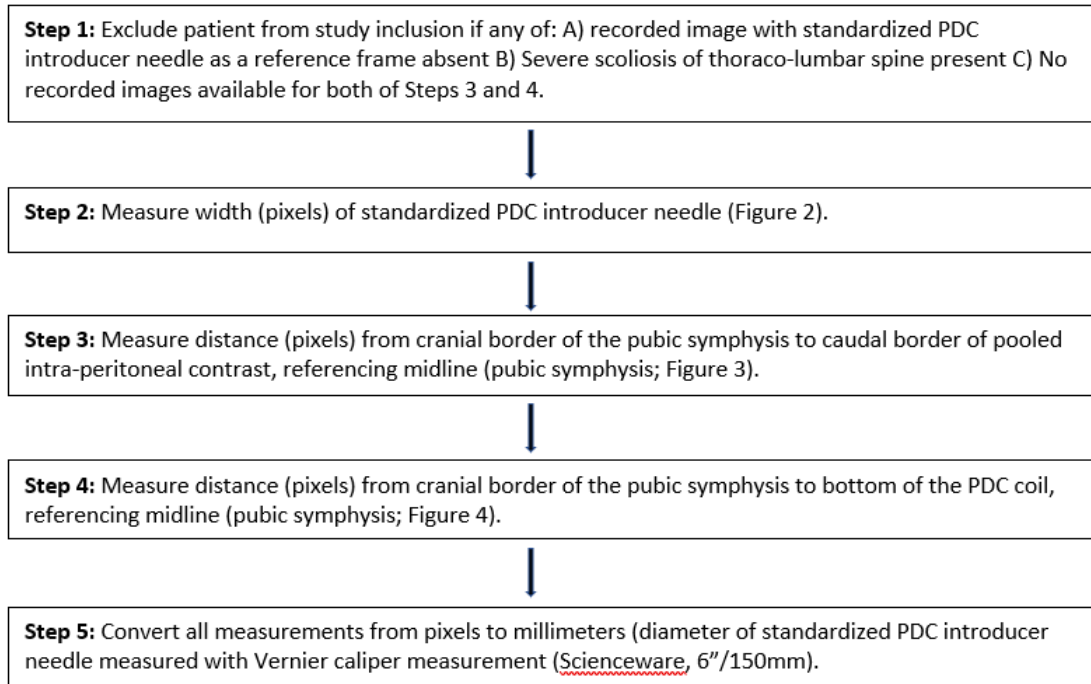 Step 1: Exclude patient from study inclusion if any of: A) recorded image with standardized PDC
introducer needle as a reference frame absent B) Severe scoliosis of thoraco-lumbar spine present C) No
recorded images available for both of Steps 3 and 4.
Step 2: Measure width (pixels) of standardized PDC introducer needle (Figure 2).
Step 3: Measure distance (pixels) from cranial border of the pubic symphysis to caudal border of pooled
intra-peritoneal contrast, referencing midline (pubic symphysis; Figure 3).
Step 4: Measure distance (pixels) from cranial border of the pubic symphysis to bottom of the PDC coil,
referencing midline (pubic symphysis; Figure 4).
Step 5: Convert all measurements from pixels to millimeters (diameter of standardized PDC introducer
needle measured with Vernier caliper measurement (Scienceware, 6”/150mm).